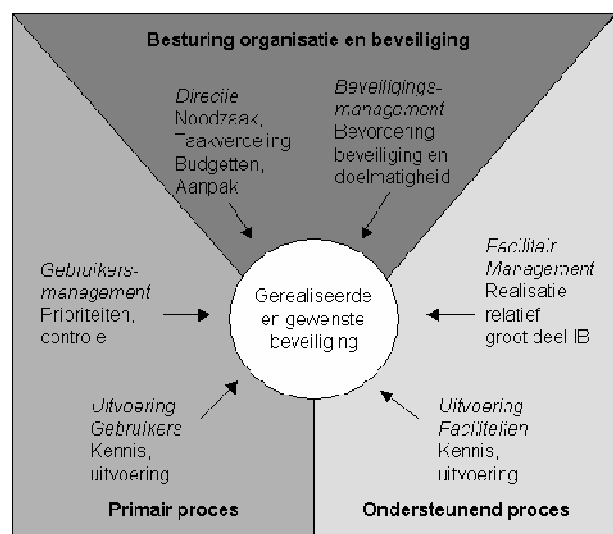 Besturing organisatie en beveiliging
Directie
Noodzaak,
Taakverdeling
Budgetten,
Aanpak
Beveiligings-
management
Bevordering
beveiliging en
doelmatigheid
Gebruikers-
management
Prioriteiten,
controle
Gerealiseerde
en gewenste
beveiliging
Facilitair
Management
Realisatie
relatief
groot deel IB
Uitvoering
Gebruikers
Kennis,
uitvoering
Uitvoering
Faciliteiten
Kennis,
uitvoering
Primair proces
Ondersteunend proces